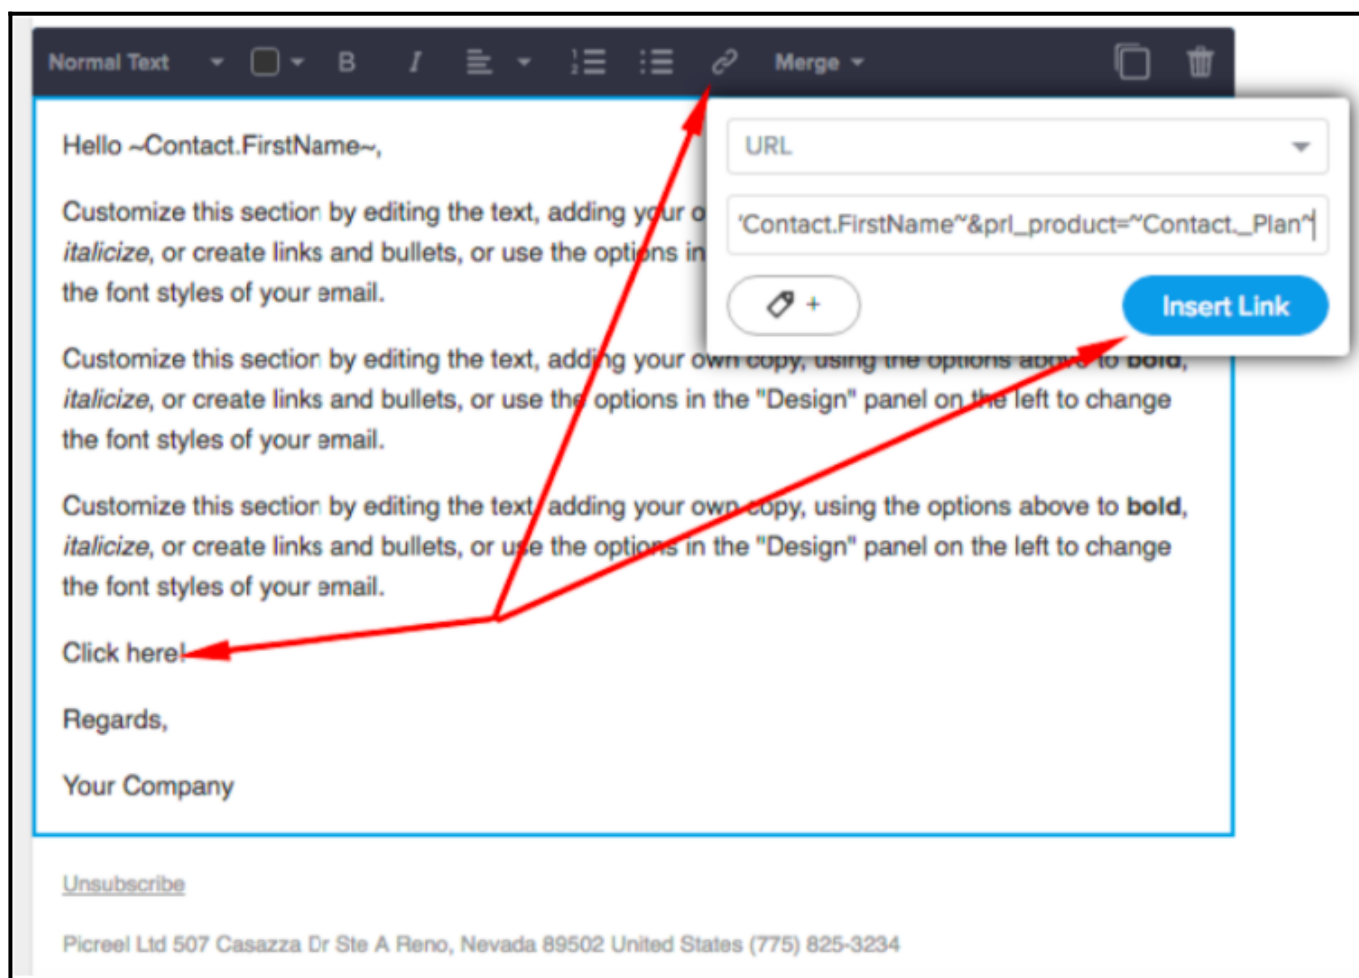 Normal Text B I Merge
Hello ~Contact.FirstName~,
URL
Customize this section by editing the text, adding your o
'Contact.FirstName~&prl_product=~Contact._Plan~
italicize, or create links and bullets, or use the options in
the font styles of your email.
+ Insert Link
Customize this section by editing the text, adding your own copy, using the options above to bold,
italicize, or create links and bullets, or use the options in the "Design" panel on the left to change
the font styles of your email.
Customize this section by editing the text, adding your own copy, using the options above to bold,
italicize, or create links and bullets, or use the options in the "Design" panel on the left to change
the font styles of your email.
Click here!
Regards,
Your Company
Unsubscribe
Picreel Ltd 507 Casazza Dr Ste A Reno, Nevada 89502 United States (775) 825-3234